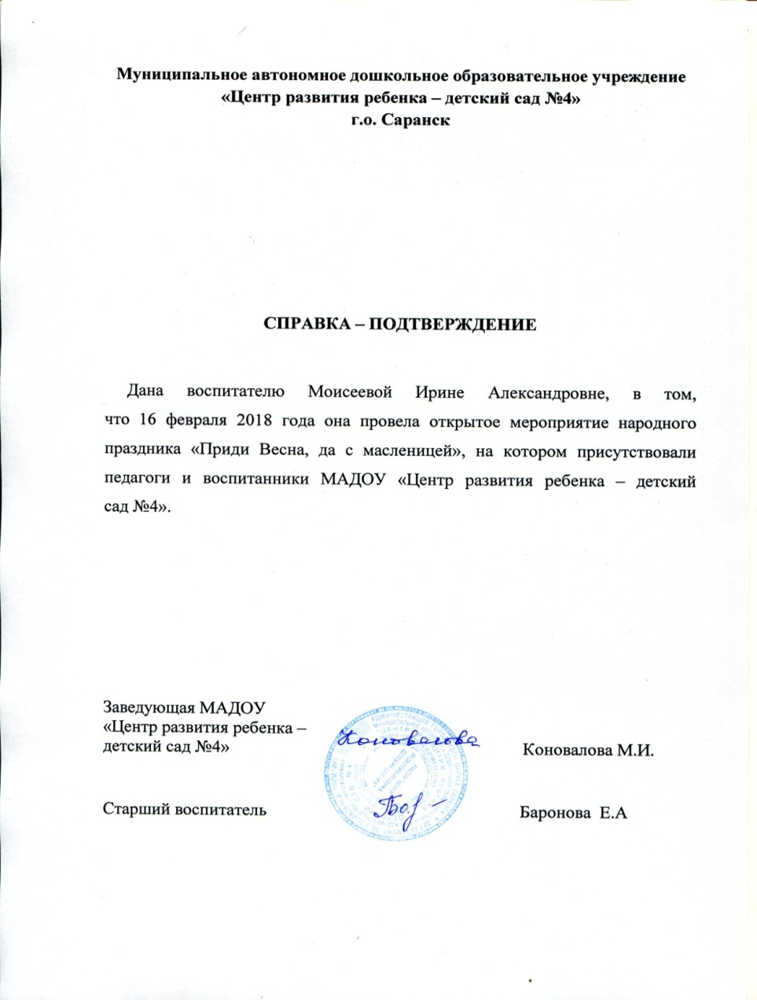 Муниципальное автономное дошкольное образовательное учреждение
«Центр развития ребенка – детский сад №4»
г.о. Саранск
СПРАВКА – ПОДТВЕРЖДЕНИЕ
Дана воспитателю Моисеевой Ирине Александровне, в том,
что 16 февраля 2018 года она провела открытое мероприятие народного
праздника «Приди Весна, да с масленицей», на котором присутствовали
педагоги и воспитанники МАДОУ «Центр развития ребенка – детский
сад №4».
Заведующая МАДОУ
«Центр развития ребенка –
детский сад №4»
Коновалова
Коновалова М.И.
Старший воспитатель
Баронова Е.А